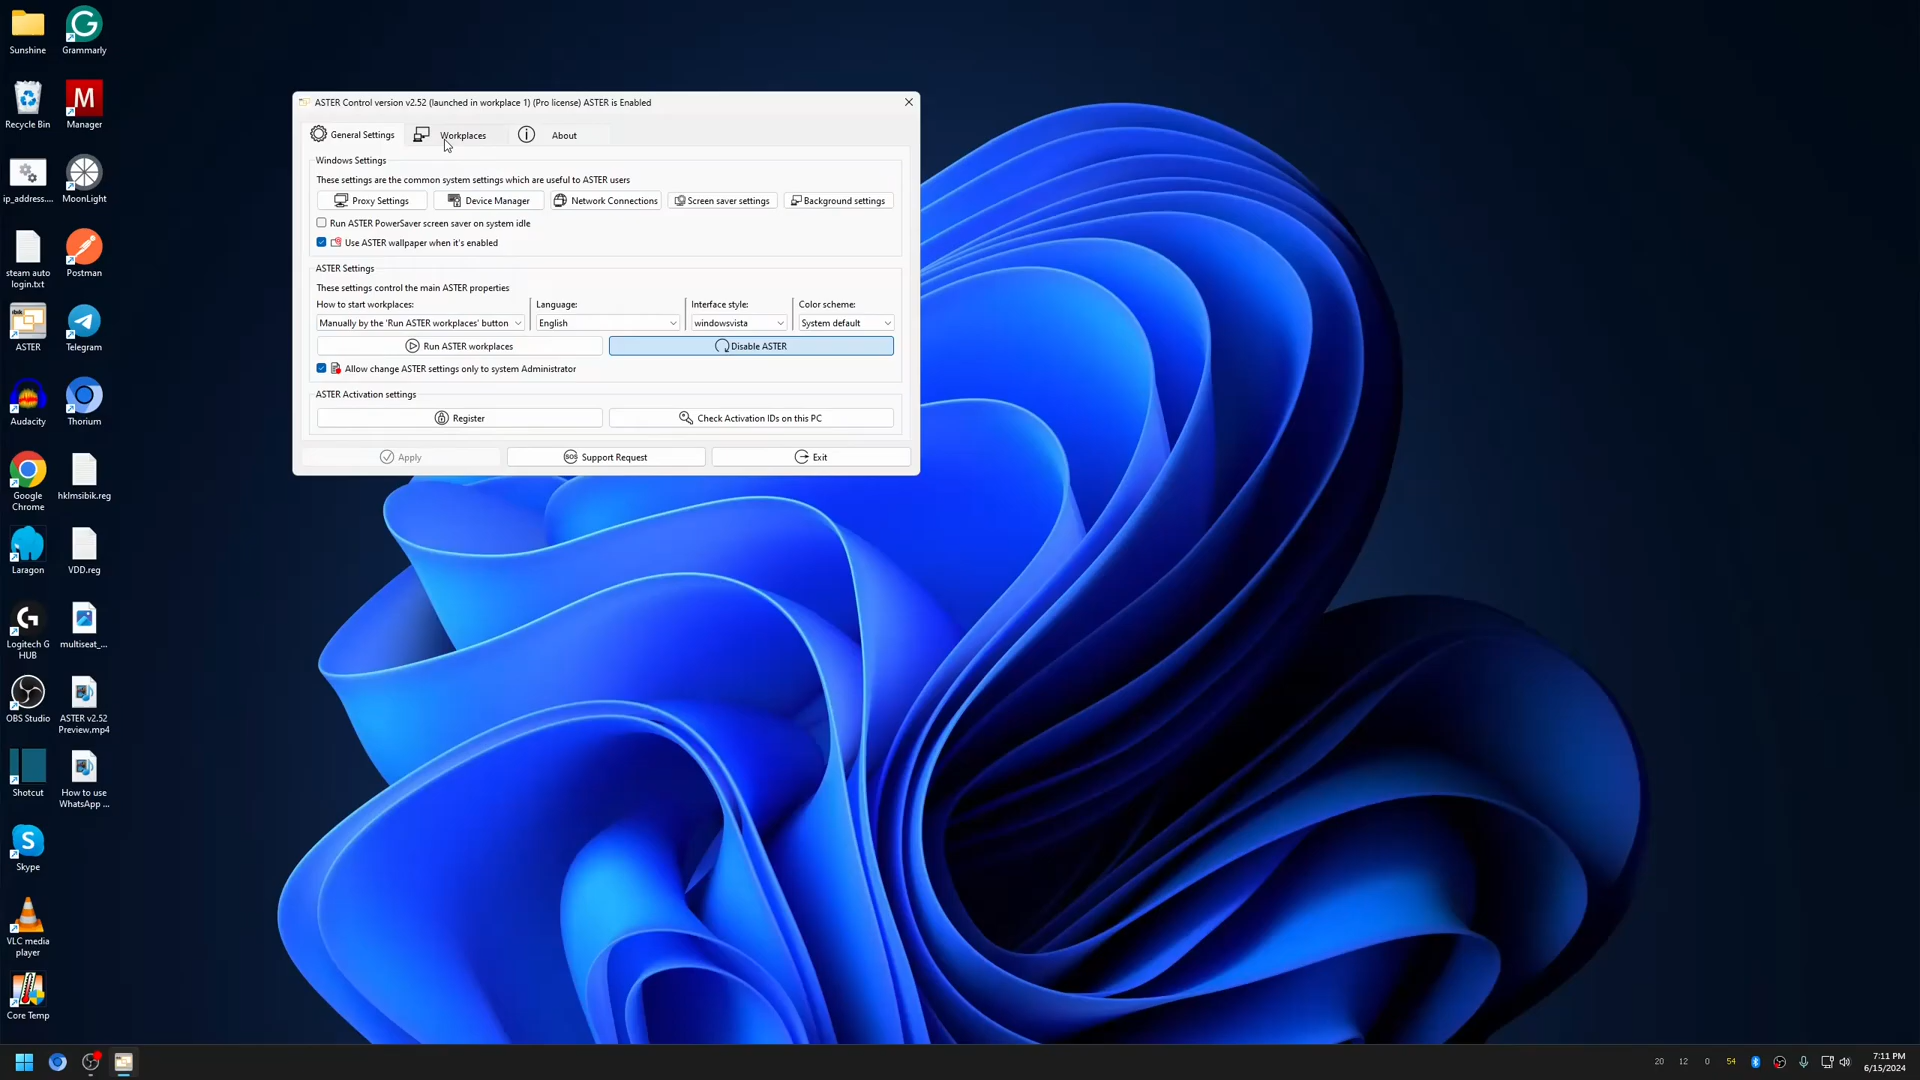 Sunshine
Grammarly
Recycle Bin
Manager
ip_address....
MoonLight
steam auto
login.txt
Postman
ASTER
Telegram
Audacity
Thorium
Google
Chrome
hklmsibik.reg
Laragon
VDD.reg
Logitech G
HUB
multiseat_...
OBS Studio
ASTER v2.52
Preview.mp4
Shotcut
How to use
WhatsApp ...
Skype
VLC media
player
Core Temp
ASTER Control version v2.52 (launched in workplace 1) (Pro license) ASTER is Enabled
General Settings
Workplaces
About
Windows Settings
These settings are the common system settings which are useful to ASTER users
Proxy Settings
Device Manager
Network Connections
Screen saver settings
Background settings
Run ASTER PowerSaver screen saver on system idle
Use ASTER wallpaper when it's enabled
ASTER Settings
These settings control the main ASTER properties
How to start workplaces:
Language:
Interface style:
Color scheme:
Manually by the 'Run ASTER workplaces' button
English
windowsvista
System default
Run ASTER workplaces
Disable ASTER
Allow change ASTER settings only to system Administrator
ASTER Activation settings
Register
Check Activation IDs on this PC
Apply
SOS
Support Request
Exit
20
12
0
54
7:11 PM
6/15/2024